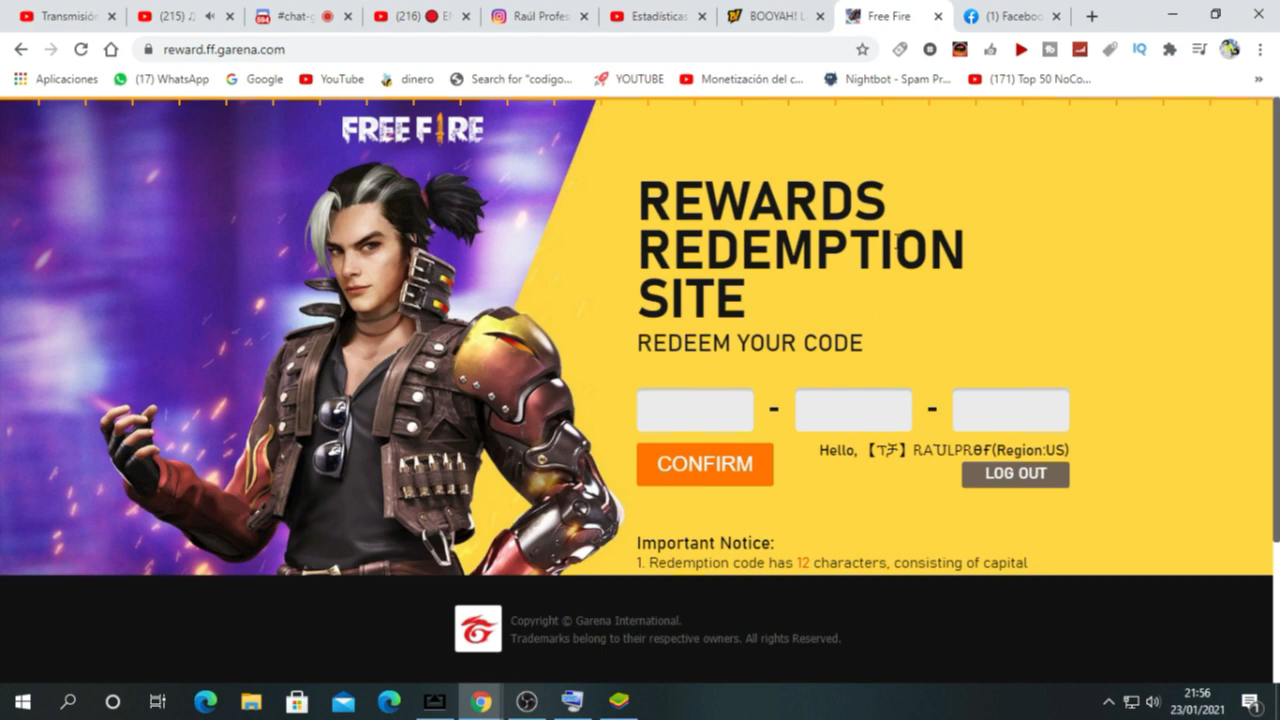 Transmisión
(215)
#chat-g
(216)
Raúl Profes
Estadísticas
BOOYAH! L
Free Fire
(1) Faceboo
reward.ff.garena.com
IQ
Aplicaciones
(17) WhatsApp
Google
YouTube
dinero
Search for "codigo...
YOUTUBE
Monetización del c...
Nightbot - Spam Pr...
(171) Top 50 NoCo...
FREE FIRE
REWARDS
REDEMPTION
SITE
REDEEM YOUR CODE
- -
CONFIRM
Hello, (Region:US)
LOG OUT
Important Notice:
1. Redemption code has 12 characters, consisting of capital
Copyright © Garena International.
Trademarks belong to their respective owners. All rights Reserved.
21:56
23/01/2021